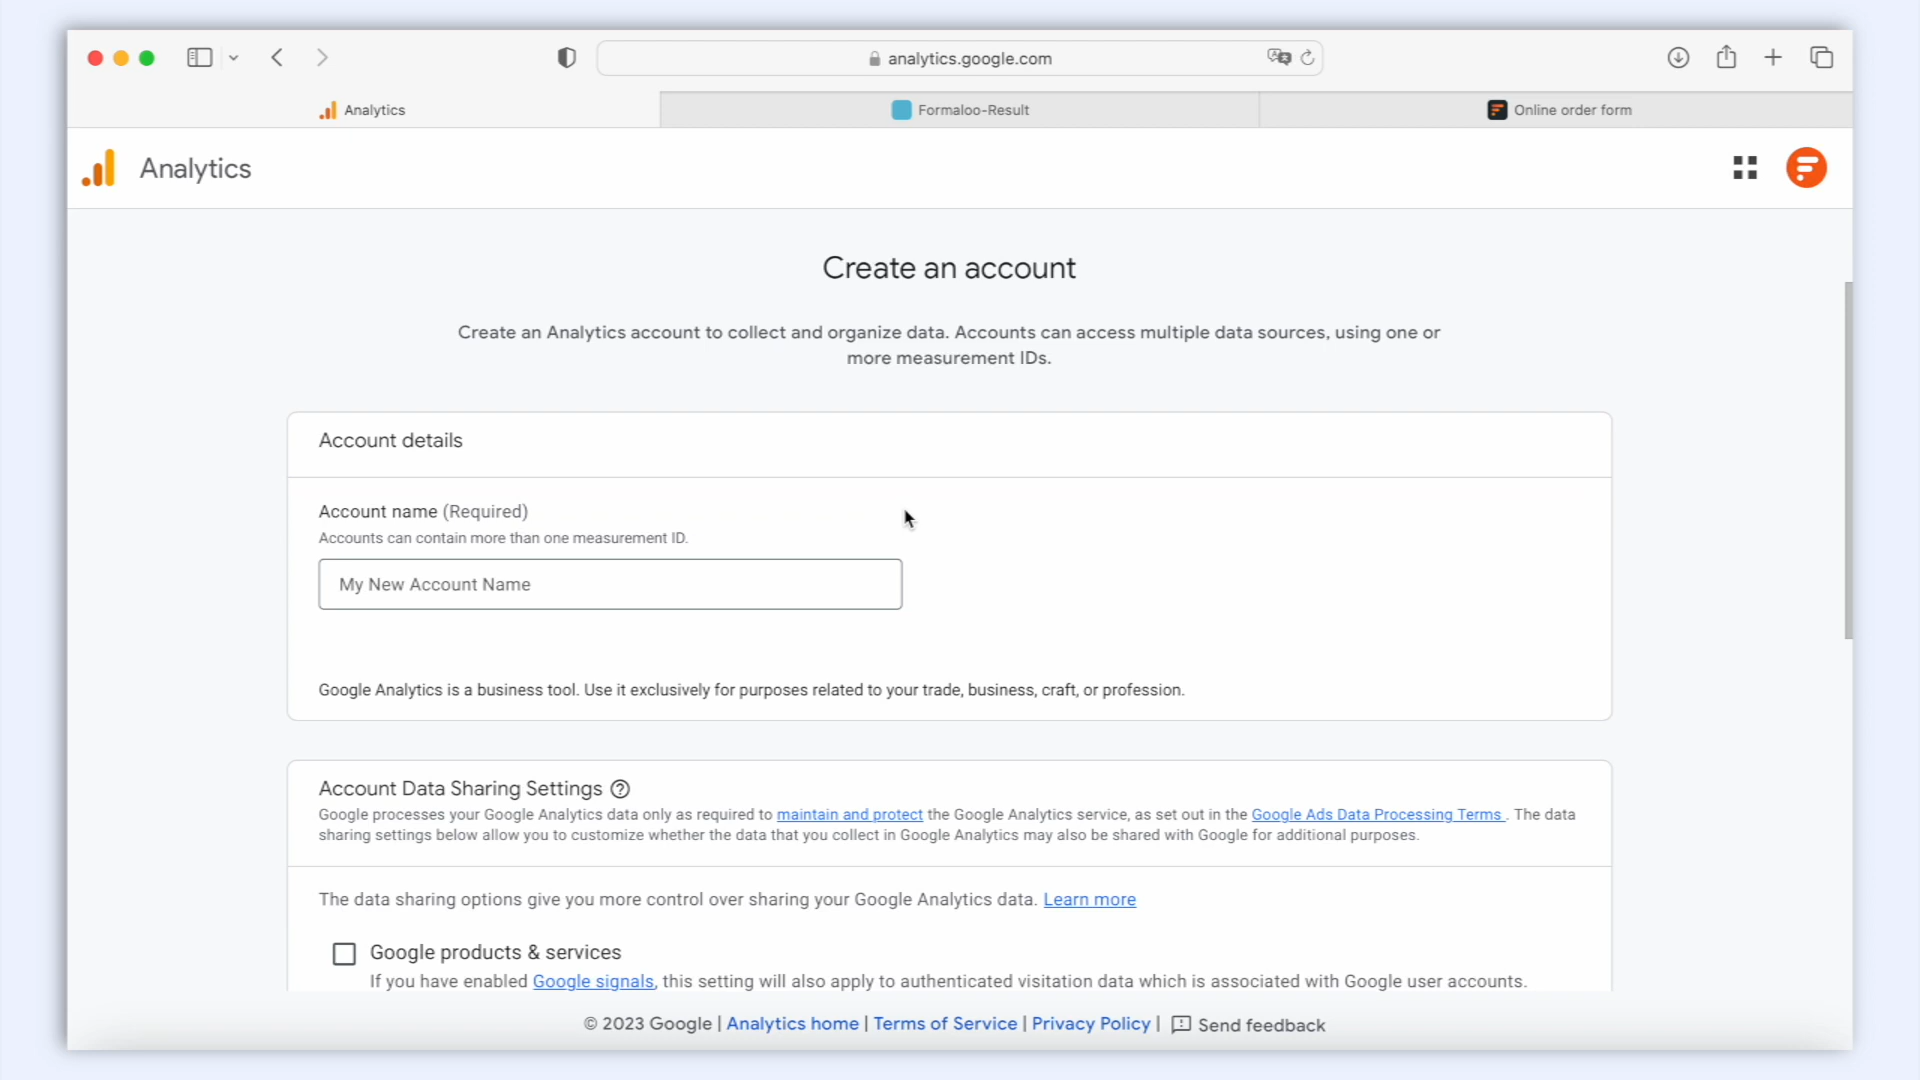 analytics.google.com
Analytics
Formaloo-Result
Online order form
Analytics
Create an account
Create an Analytics account to collect and organize data. Accounts can access multiple data sources, using one or
more measurement IDs.
Account details
Account name (Required)
Accounts can contain more than one measurement ID.
My New Account Name
Google Analytics is a business tool. Use it exclusively for purposes related to your trade, business, craft, or profession.
Account Data Sharing Settings
Google processes your Google Analytics data only as required to maintain and protect the Google Analytics service, as set out in the Google Ads Data Processing Terms . The data
sharing settings below allow you to customize whether the data that you collect in Google Analytics may also be shared with Google for additional purposes.
The data sharing options give you more control over sharing your Google Analytics data. Learn more
Google products & services
If you have enabled Google signals, this setting will also apply to authenticated visitation data which is associated with Google user accounts.
© 2023 Google | Analytics home | Terms of Service | Privacy Policy | Send feedback